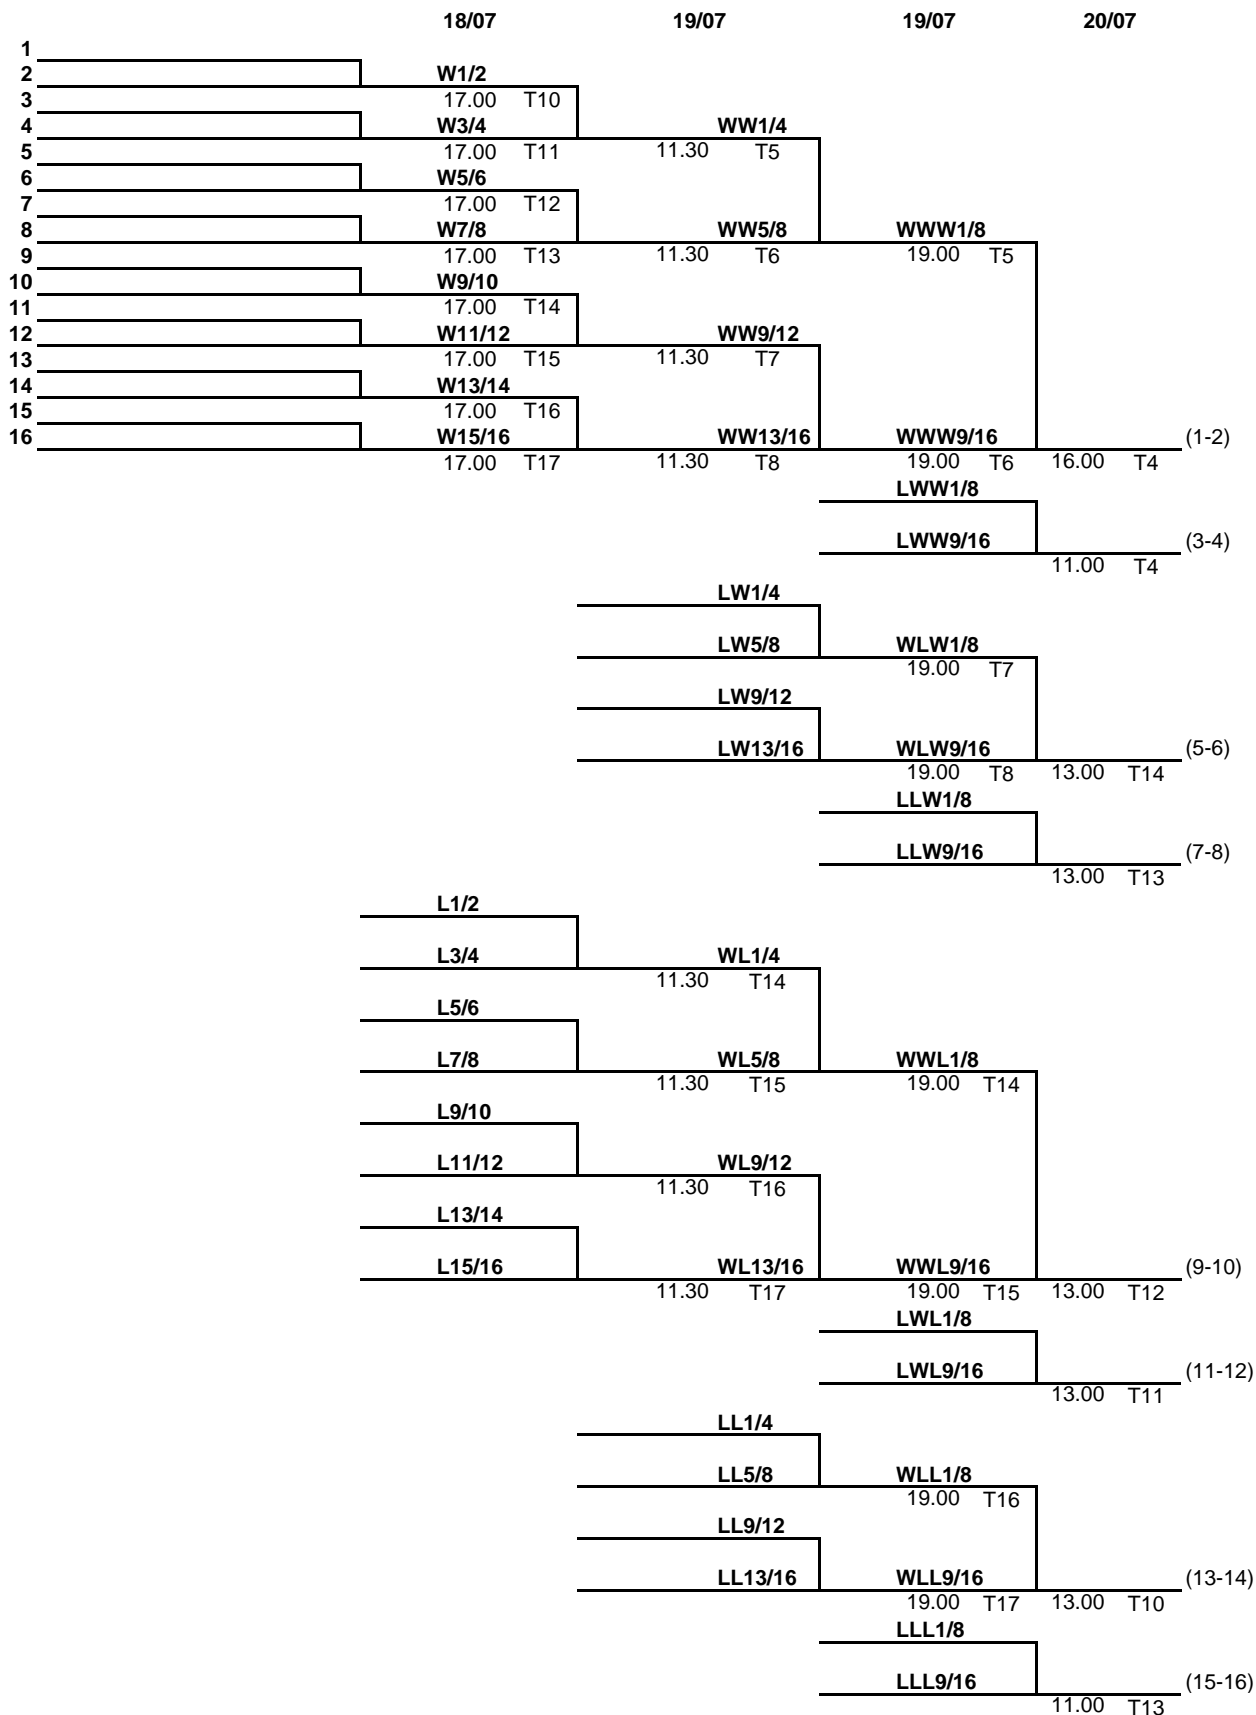 18/07 19/07 19/07 20/07
1
2 W1/2
3 17.00 T10
4 W3/4 WW1/4
5 17.00 T11 11.30 T5
6 W5/6
7 17.00 T12
8 W7/8 WW5/8 WWW1/8
9 17.00 T13 11.30 T6 19.00 T5
10 W9/10
11 17.00 T14
12 W11/12 WW9/12
13 17.00 T15 11.30 T7
14 W13/14
15 17.00 T16
16 W15/16 WW13/16 WWW9/16 (1-2)
17.00 T17 11.30 T8 19.00 T6 16.00 T4
LWW1/8
LWW9/16 (3-4)
11.00 T4
LW1/4
LW5/8 WLW1/8
19.00 T7
LW9/12
LW13/16 WLW9/16 (5-6)
19.00 T8 13.00 T14
LLW1/8
LLW9/16 (7-8)
13.00 T13
L1/2
L3/4 WL1/4
11.30 T14
L5/6
L7/8 WL5/8 WWL1/8
11.30 T15 19.00 T14
L9/10
L11/12 WL9/12
11.30 T16
L13/14
L15/16 WL13/16 WWL9/16 (9-10)
11.30 T17 19.00 T15 13.00 T12
LWL1/8
LWL9/16 (11-12)
13.00 T11
LL1/4
LL5/8 WLL1/8
19.00 T16
LL9/12
LL13/16 WLL9/16 (13-14)
19.00 T17 13.00 T10
LLL1/8
LLL9/16 (15-16)
11.00 T13